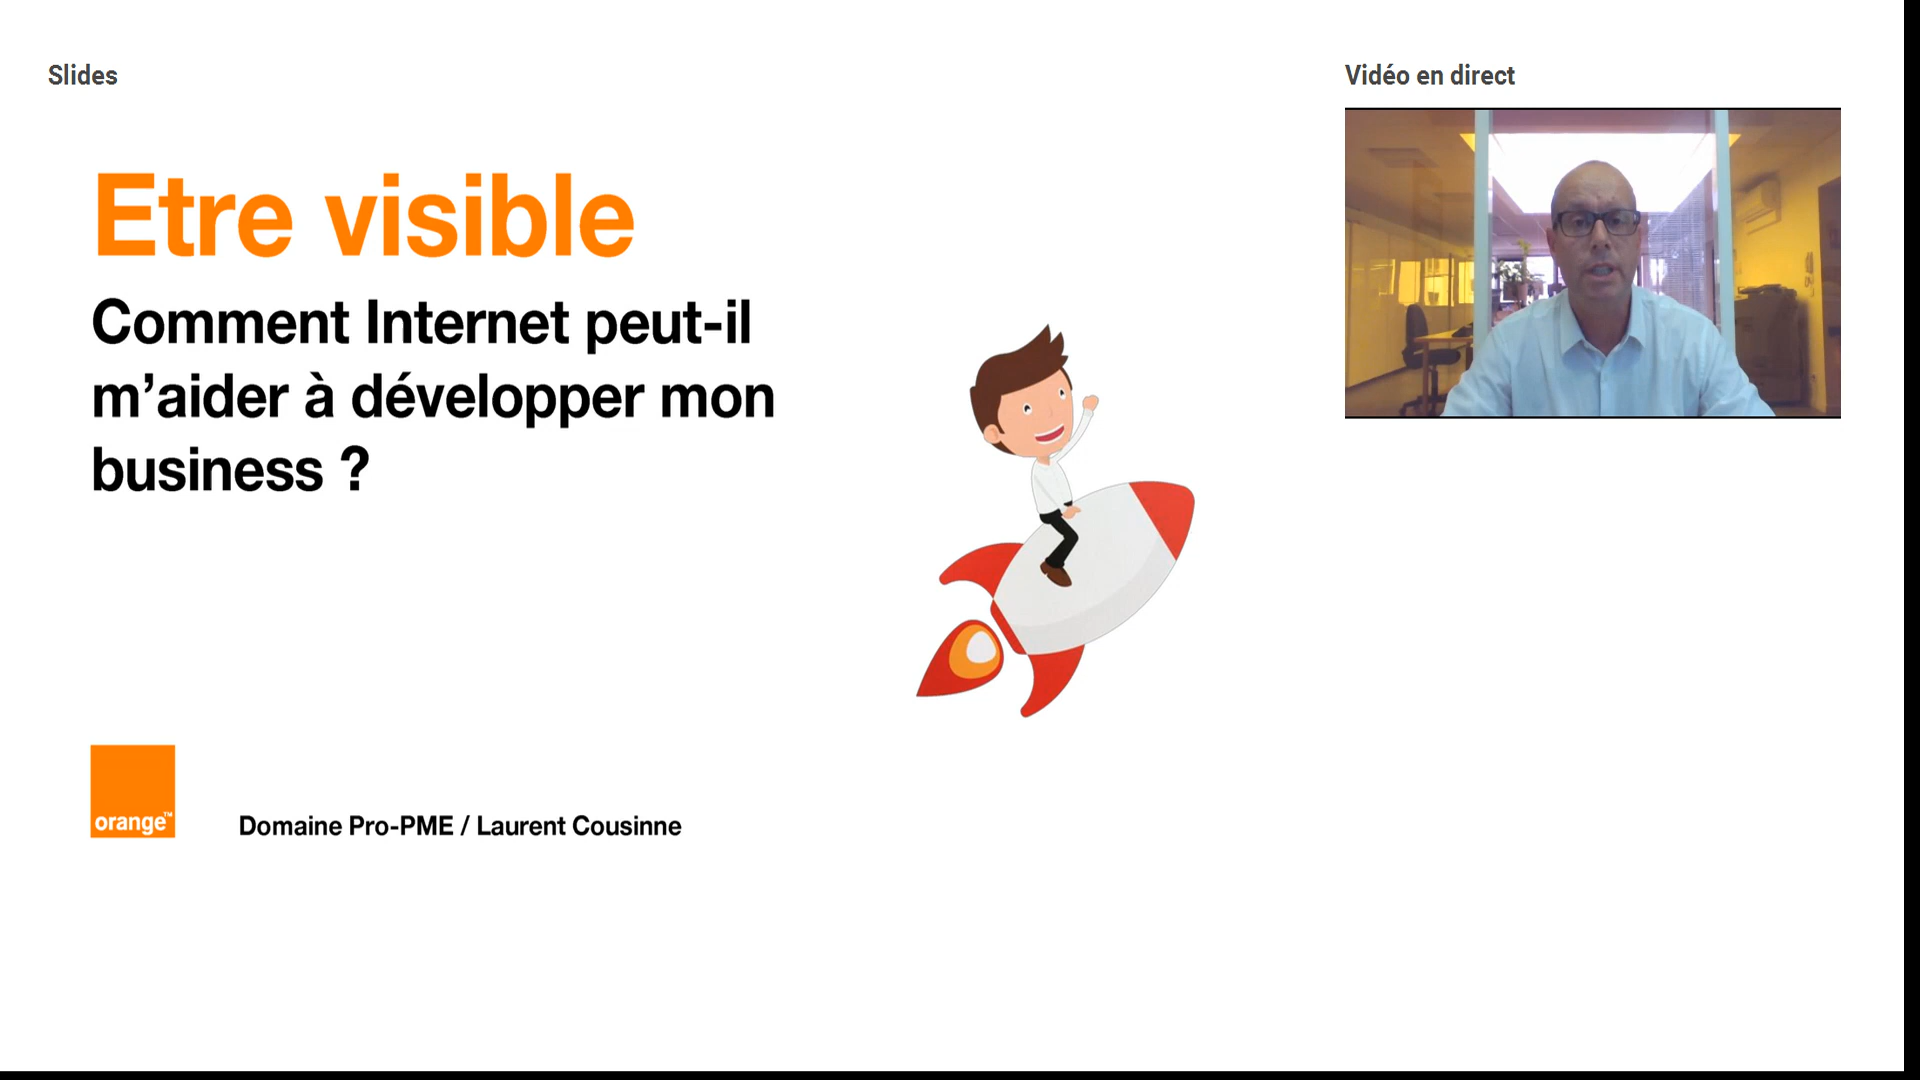 Slides
Vidéo en direct
Etre visible
Comment Internet peut-il
m’aider à développer mon
business ?
orange™
Domaine Pro-PME / Laurent Cousinne